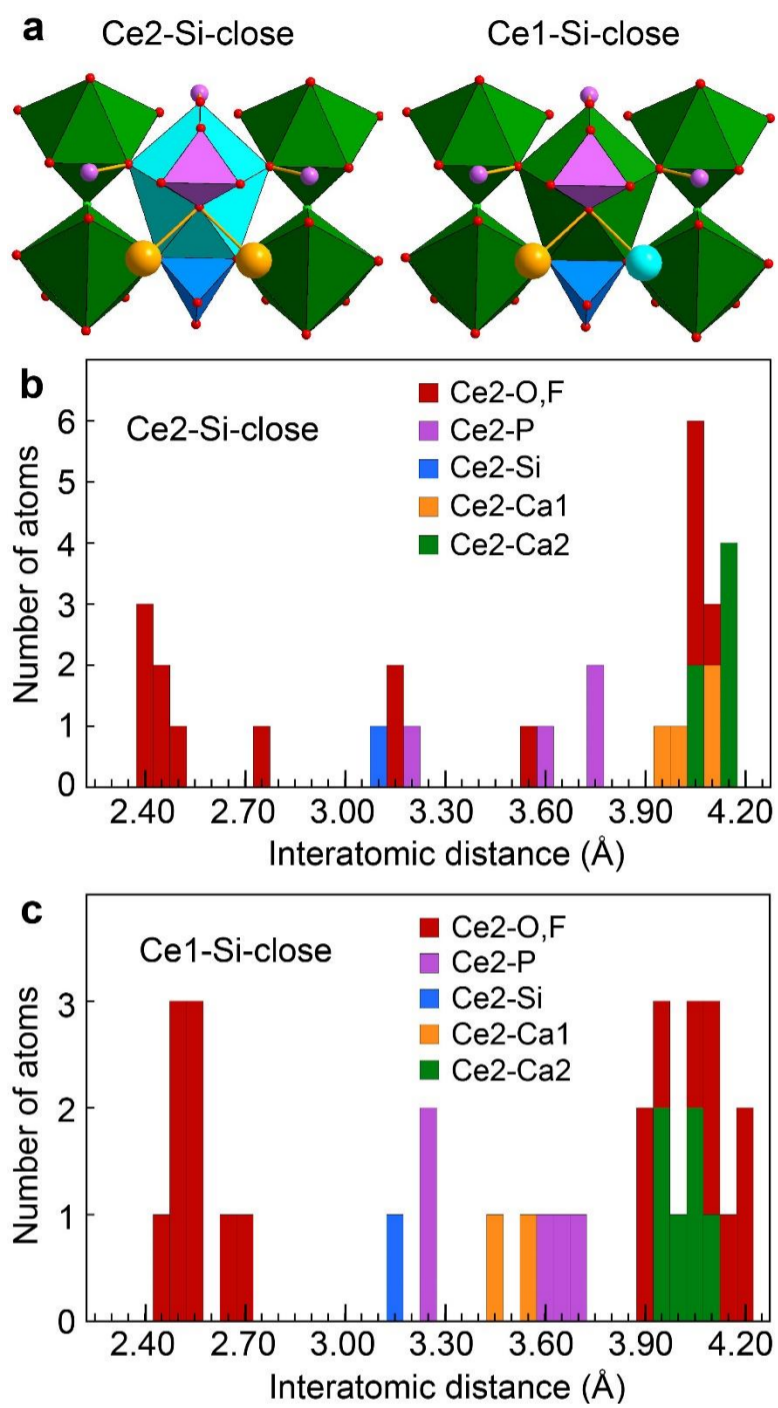 a
Ce2-Si-close Ce1-Si-close
b
Ce2-Si-close
Ce2-O,F
Ce2-P
Ce2-Si
Ce2-Ca1
Ce2-Ca2
Number of atoms
6
5
4
3
2
1
0
2.40 2.70 3.00 3.30 3.60 3.90 4.20
Interatomic distance (Å)
c
Ce1-Si-close
Ce2-O,F
Ce2-P
Ce2-Si
Ce2-Ca1
Ce2-Ca2
Number of atoms
3
2
1
0
2.40 2.70 3.00 3.30 3.60 3.90 4.20
Interatomic distance (Å)